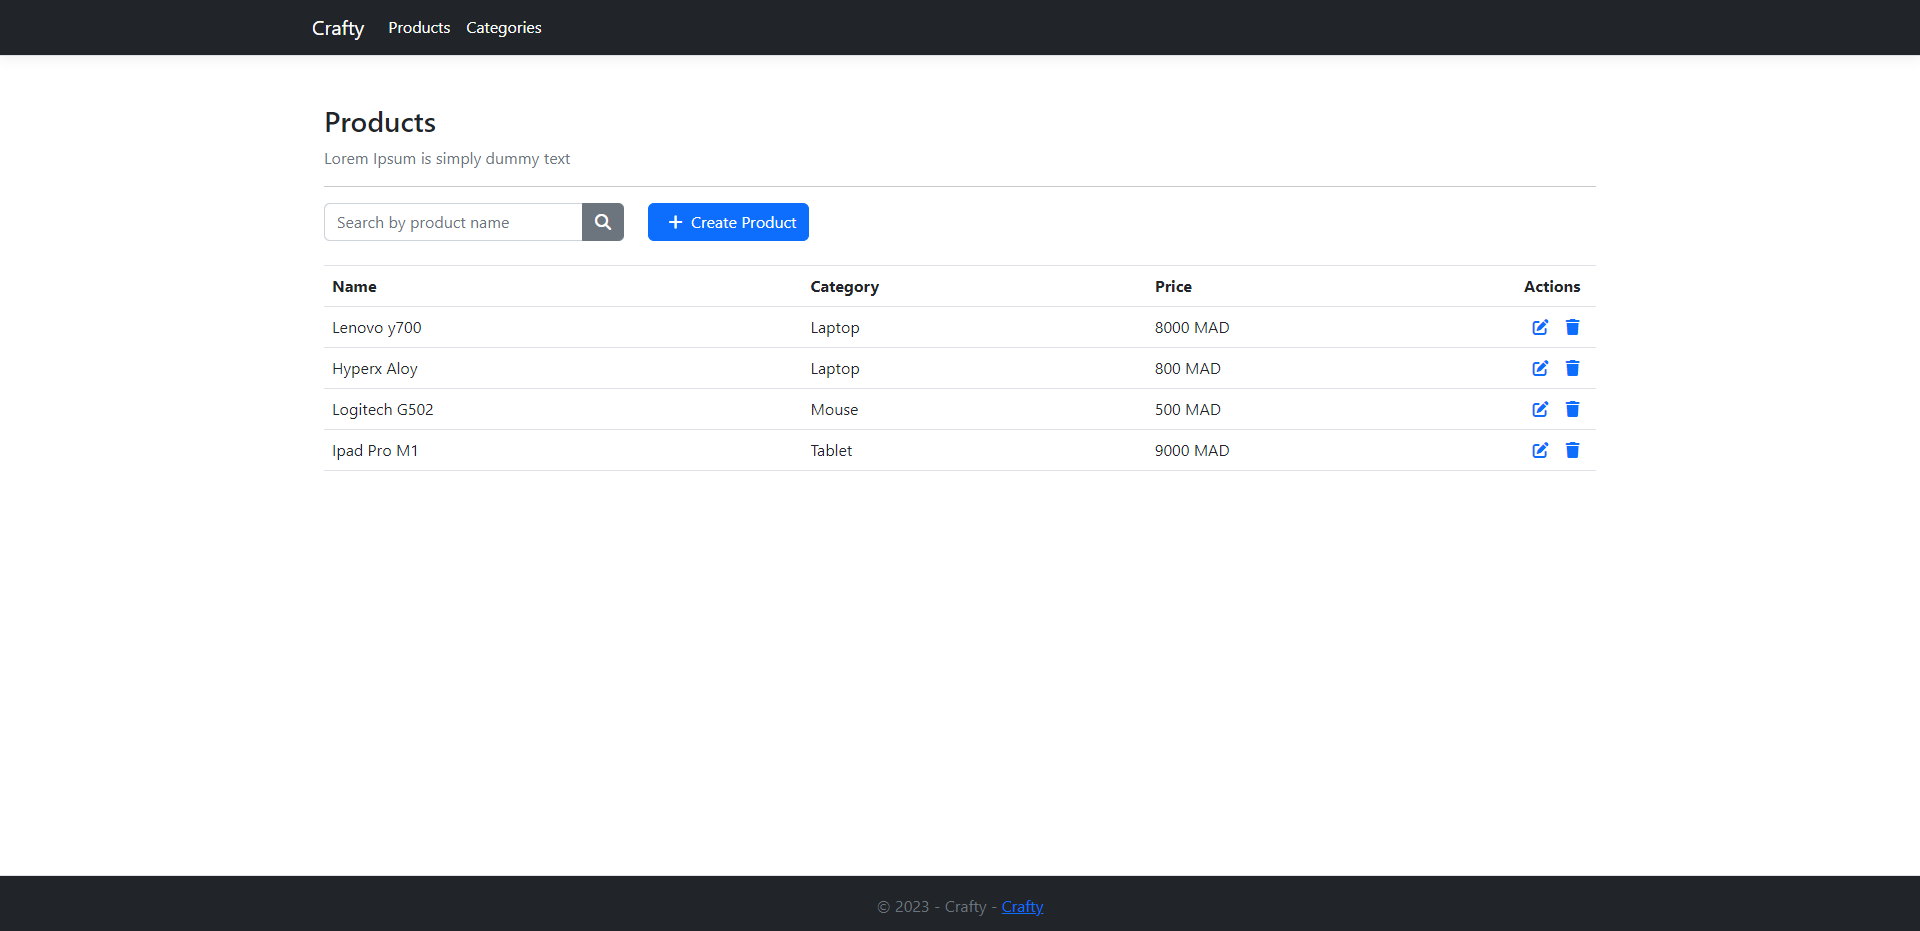 Crafty Products Categories
Products
Lorem Ipsum is simply dummy text
Search by product name Create Product
Name Category Price Actions
Lenovo y700 Laptop 8000 MAD
Hyperx Aloy Laptop 800 MAD
Logitech G502 Mouse 500 MAD
Ipad Pro M1 Tablet 9000 MAD
© 2023 - Crafty - Crafty